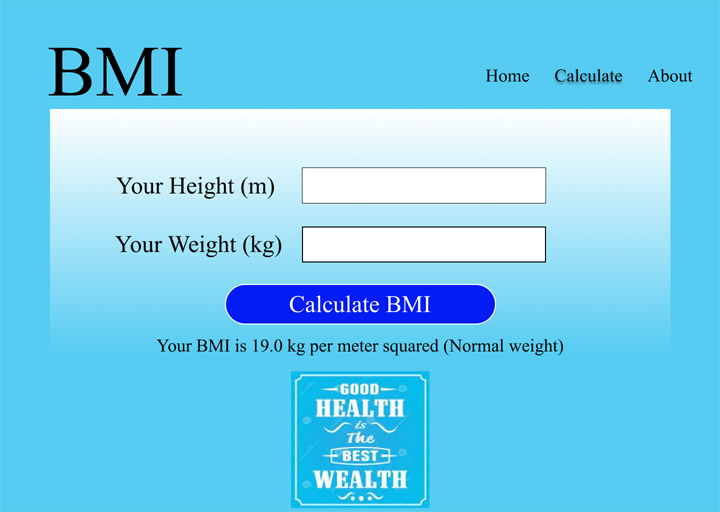 BMI
Home Calculate About
Your Height (m)
Your Weight (kg)
Calculate BMI
Your BMI is 19.0 kg per meter squared (Normal weight)
GOOD
HEALTH
is
The
BEST
WEALTH